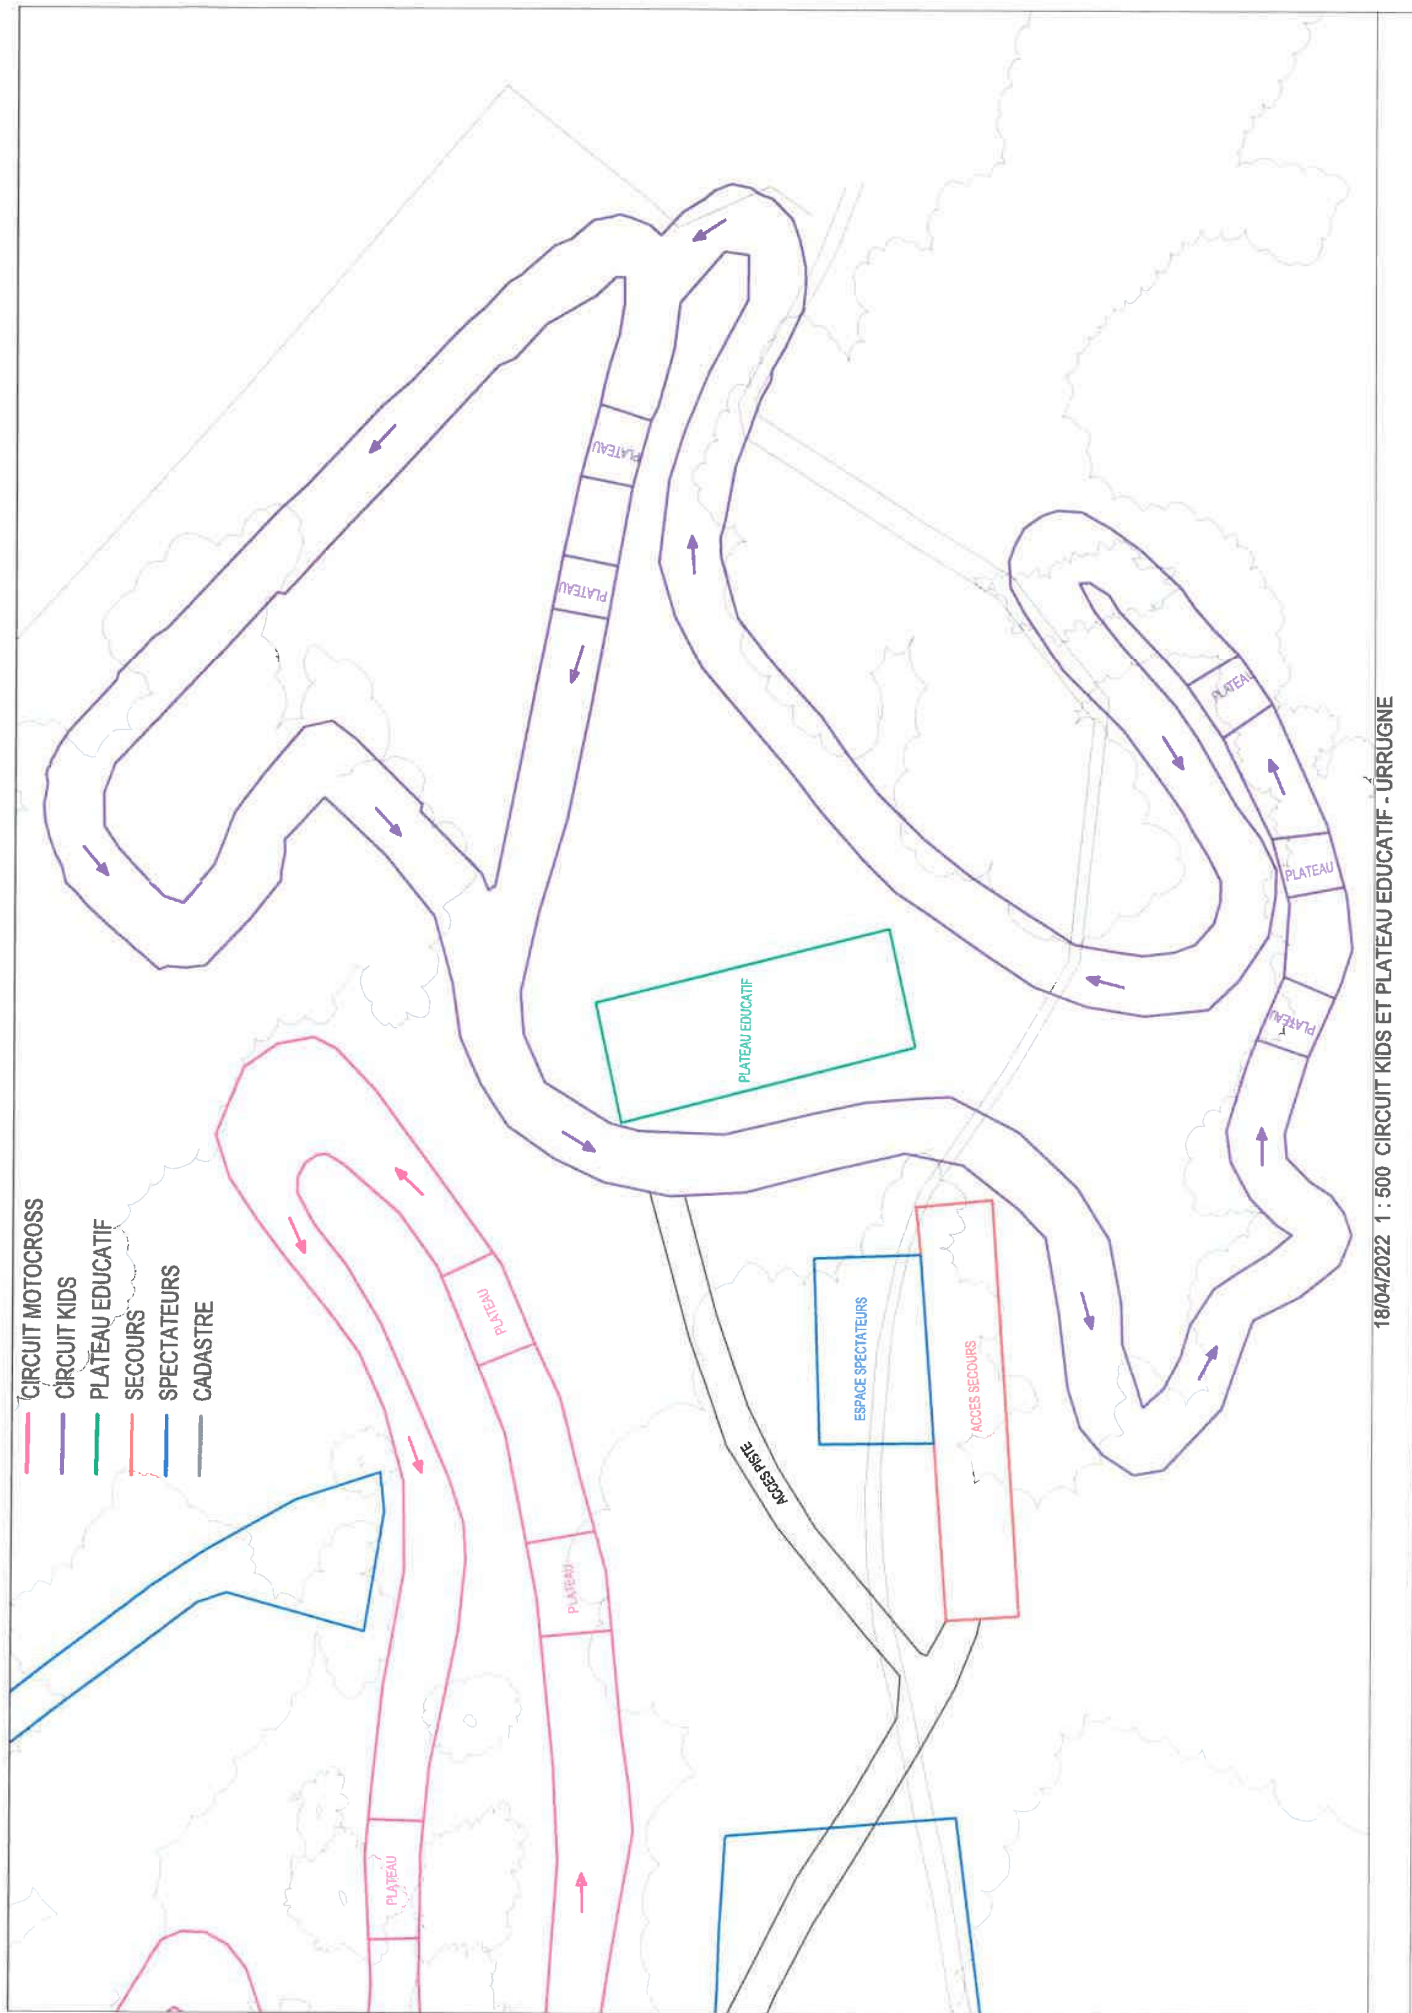 CIRCUIT MOTOCROSS
CIRCUIT KIDS
PLATEAU EDUCATIF
SECOURS
SPECTATEURS
CADASTRE
PLATEAU
PLATEAU
PLATEAU
PLATEAU
PLATEAU
PLATEAU EDUCATIF
ACCES PISTE
ESPACE SPECTATEURS
ACCES SECOURS
PLATEAU
PLATEAU
PLATEAU
18/04/2022 1 : 500 CIRCUIT KIDS ET PLATEAU EDUCATIF - URRUGNE